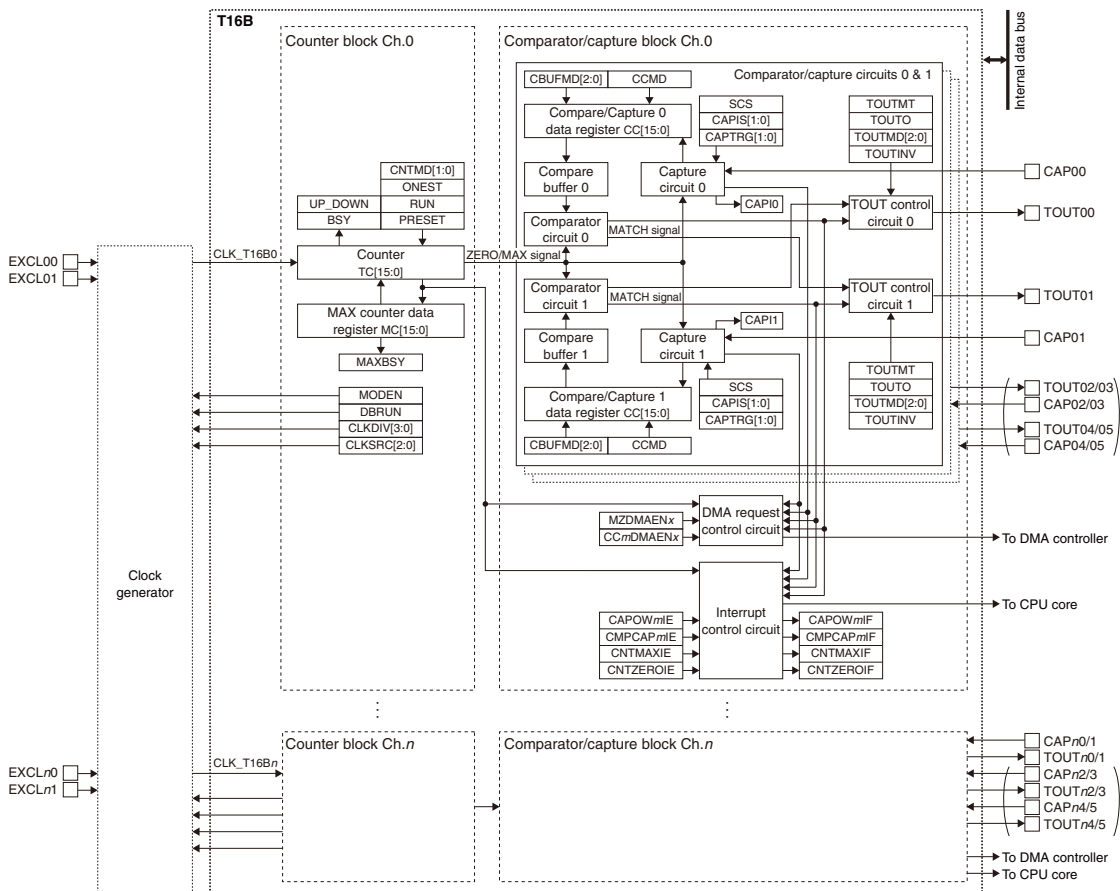 T16B
Counter block Ch.0
Comparator/capture block Ch.0
Internal data bus
Comparator/capture circuits 0 & 1
CBUFMD[2:0]
CCMD
Compare/Capture 0
data register CC[15:0]
SCS
CAPIS[1:0]
CAPTRG[1:0]
TOUTMT
TOUTO
TOUTMD[2:0]
TOUTINV
Compare
buffer 0
Capture
circuit 0
CAPI0
CAP00
CNTMD[1:0]
ONEST
UP_DOWN
RUN
BSY
PRESET
Comparator
circuit 0
MATCH signal
TOUT control
circuit 0
TOUT00
EXCL00
EXCL01
CLK_T16B0
Counter
TC[15:0]
ZERO/MAX signal
Comparator
circuit 1
MATCH signal
TOUT control
circuit 1
TOUT01
MAX counter data
register MC[15:0]
MAXBSY
Compare
buffer 1
Capture
circuit 1
CAPI1
CAP01
MODEN
DBRUN
CLKDIV[3:0]
CLKSRC[2:0]
Compare/Capture 1
data register CC[15:0]
CBUFMD[2:0]
CCMD
SCS
CAPIS[1:0]
CAPTRG[1:0]
TOUTMT
TOUTO
TOUTMD[2:0]
TOUTINV
TOUT02/03
CAP02/03
TOUT04/05
CAP04/05
MZDMAENx
CCmDMAENx
DMA request
control circuit
To DMA controller
Clock
generator
Interrupt
control circuit
To CPU core
CAPOWmIE
CMPCAPmIE
CNTMAXIE
CNTZEROIE
CAPOWmIF
CMPCAPmIF
CNTMAXIF
CNTZEROIF
Counter block Ch.n
Comparator/capture block Ch.n
EXCLn0
EXCLn1
CLK_T16Bn
CAPn0/1
TOUTn0/1
CAPn2/3
TOUTn2/3
CAPn4/5
TOUTn4/5
To DMA controller
To CPU core